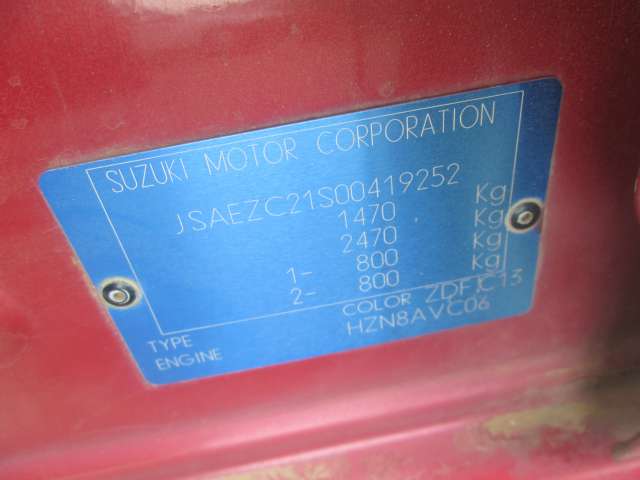 SUZUKI MOTOR CORPORATION
JSAEZC21S00419252
1470 Kg
2470 Kg
1- 800 Kg
2- 800 Kg
TYPE COLOR ZDF C13
ENGINE HZN8AVC06